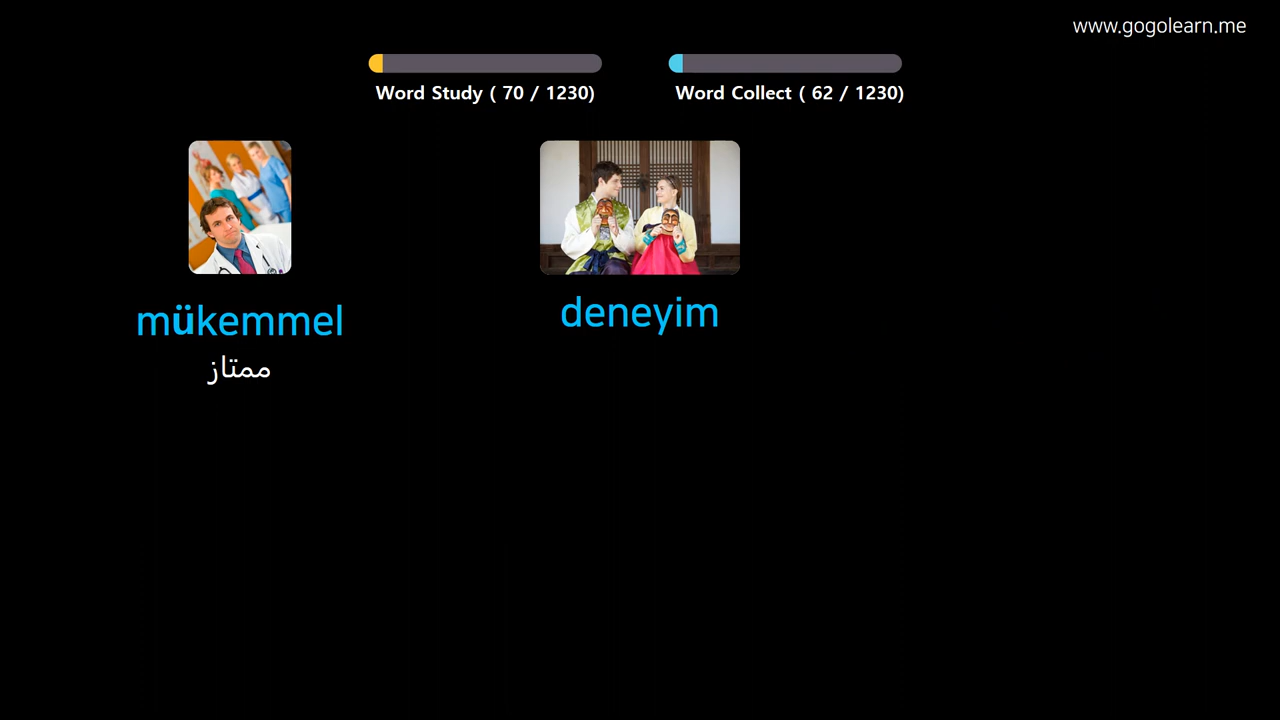 www.gogolearn.me
Word Study ( 70 / 1230)
Word Collect ( 62 / 1230)
mükemmel
ممتاز
deneyim